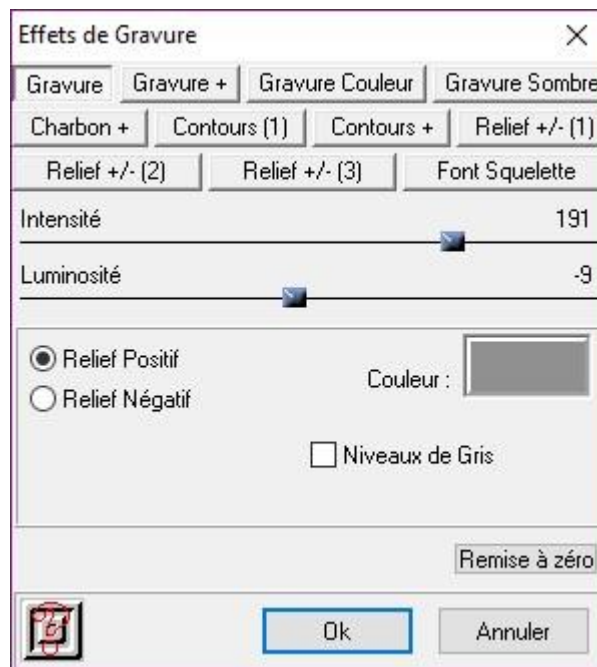 Effets de Gravure
Gravure Gravure + Gravure Couleur Gravure Sombre
Charbon + Contours (1) Contours + Relief +/- (1)
Relief +/- (2) Relief +/- (3) Font Squelette
Intensité 191
Luminosité -9
Relief Positif
Couleur :
Relief Négatif
Niveaux de Gris
Remise à zéro
Ok Annuler